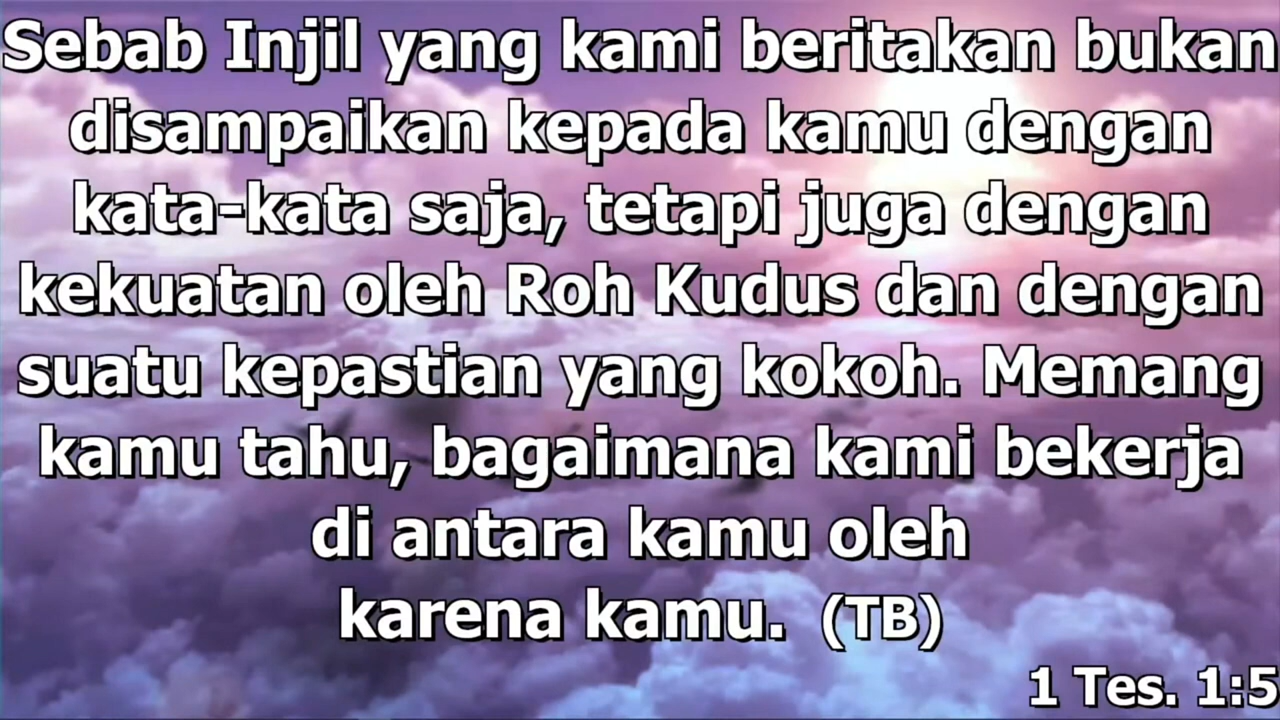 Sebab Injil yang kami beritakan bukan
disampaikan kepada kamu dengan
kata-kata saja, tetapi juga dengan
kekuatan oleh Roh Kudus dan dengan
suatu kepastian yang kokoh. Memang
kamu tahu, bagaimana kami bekerja
di antara kamu oleh
karena kamu. (TB)
1 Tes. 1:5